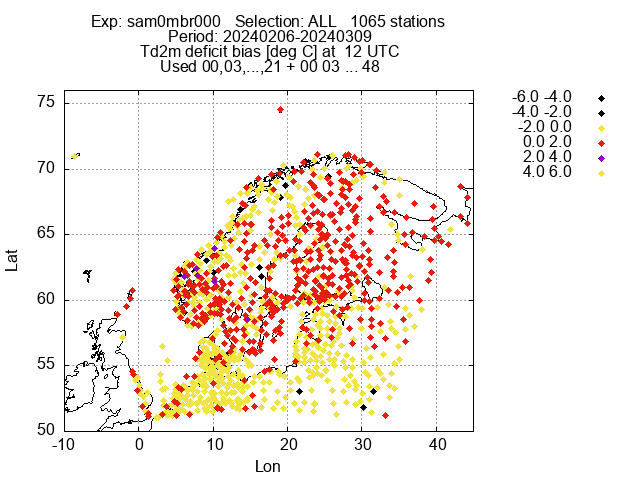 Exp: sam0mbr000   Selection: ALL   1065 stations
Period: 20240206-20240309
Td2m deficit bias [deg C] at  12 UTC
Used 00,03,...,21 + 00 03 ... 48
-6.0 -4.0
-4.0 -2.0
-2.0 0.0
0.0 2.0
2.0 4.0
4.0 6.0
75
70
65
60
55
50
Lat
-10 0 10 20 30 40
Lon